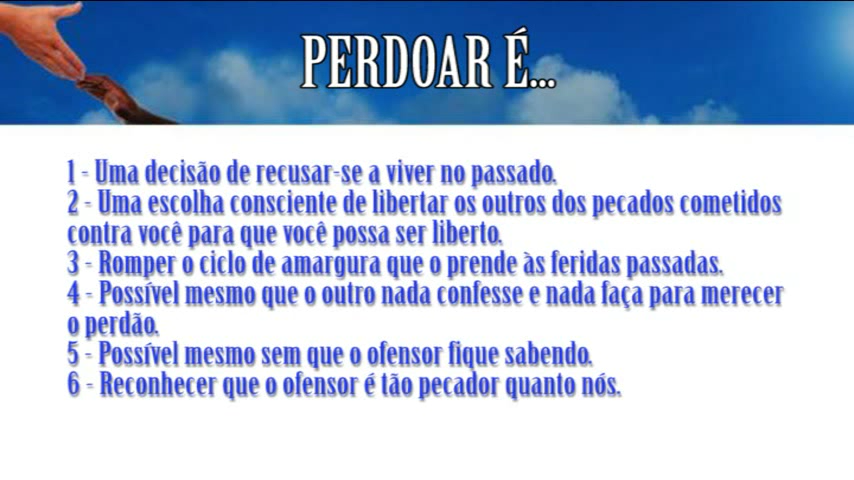 PERDOAR É...
1 - Uma decisão de recusar-se a viver no passado.
2 - Uma escolha consciente de libertar os outros dos pecados cometidos
contra você para que você possa ser liberto.
3 - Romper o ciclo de amargura que o prende às feridas passadas.
4 - Possível mesmo que o outro nada confesse e nada faça para merecer
o perdão.
5 - Possível mesmo sem que o ofensor fique sabendo.
6 - Reconhecer que o ofensor é tão pecador quanto nós.